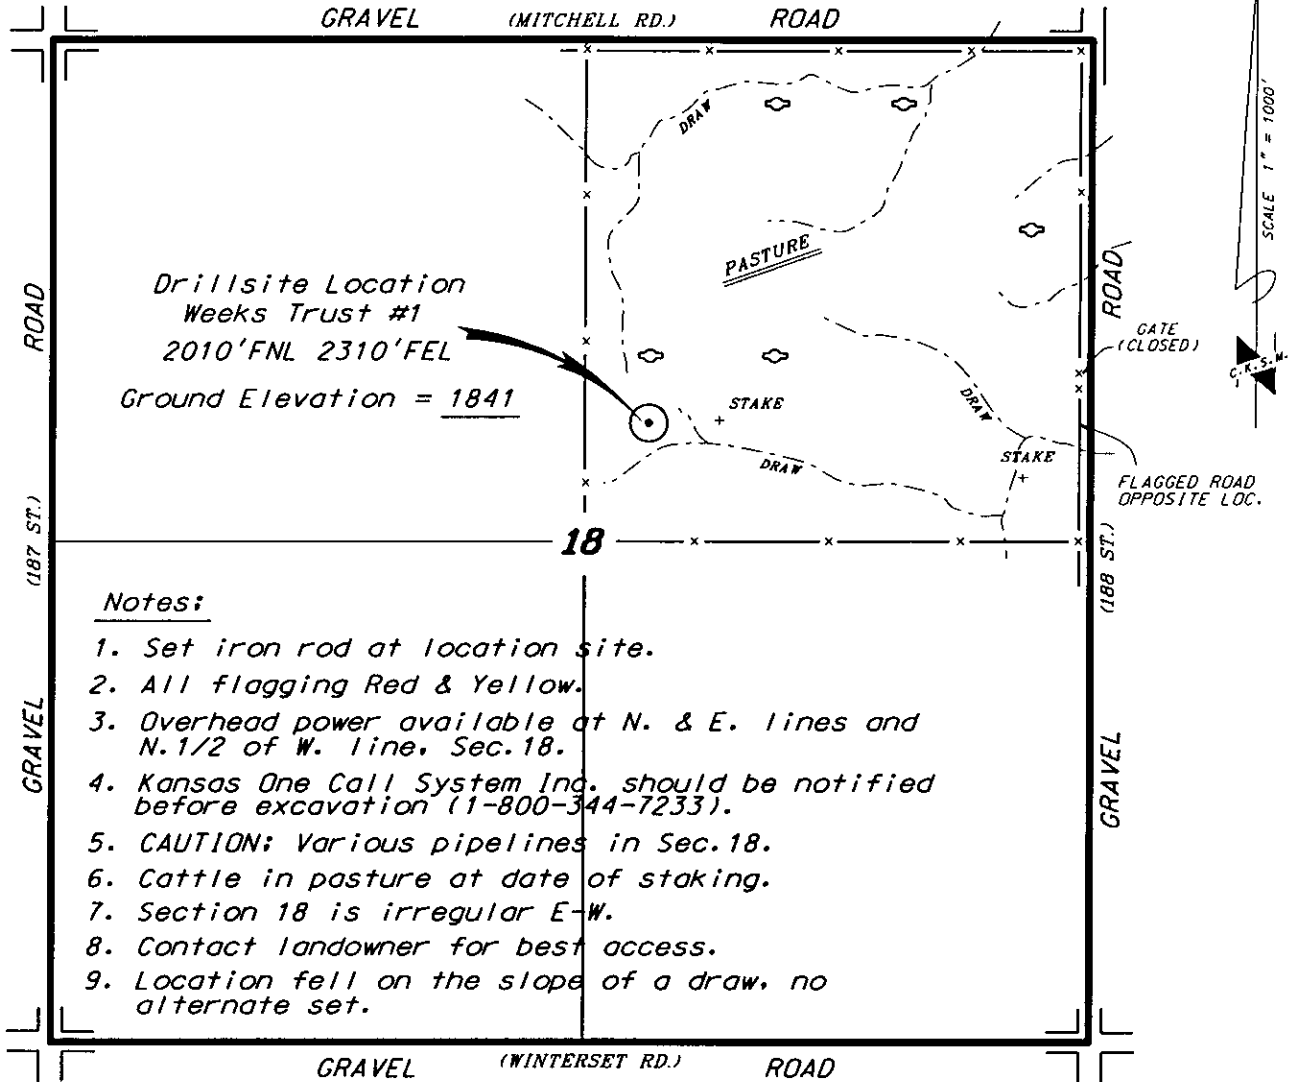 GRAVEL (MITCHELL RD.) ROAD
SCALE 1" = 1000'
DRAW
PASTURE
ROAD
ROAD
Drillsite Location
Weeks Trust #1
2010'FNL 2310'FEL
Ground Elevation = 1841
GATE
(CLOSED)
C.K.S.M.
STAKE
DRAW
DRAW
STAKE
FLAGGED ROAD
OPPOSITE LOC.
(187 ST.)
18
(188 ST.)
Notes:
1. Set iron rod at location site.
2. All flagging Red & Yellow.
3. Overhead power available at N. & E. lines and
N.1/2 of W. line, Sec.18.
4. Kansas One Call System Inc. should be notified
before excavation (1-800-344-7233).
5. CAUTION: Various pipelines in Sec.18.
6. Cattle in pasture at date of staking.
7. Section 18 is irregular E-W.
8. Contact landowner for best access.
9. Location fell on the slope of a draw, no
alternate set.
GRAVEL
GRAVEL
GRAVEL (WINTERSET RD.) ROAD